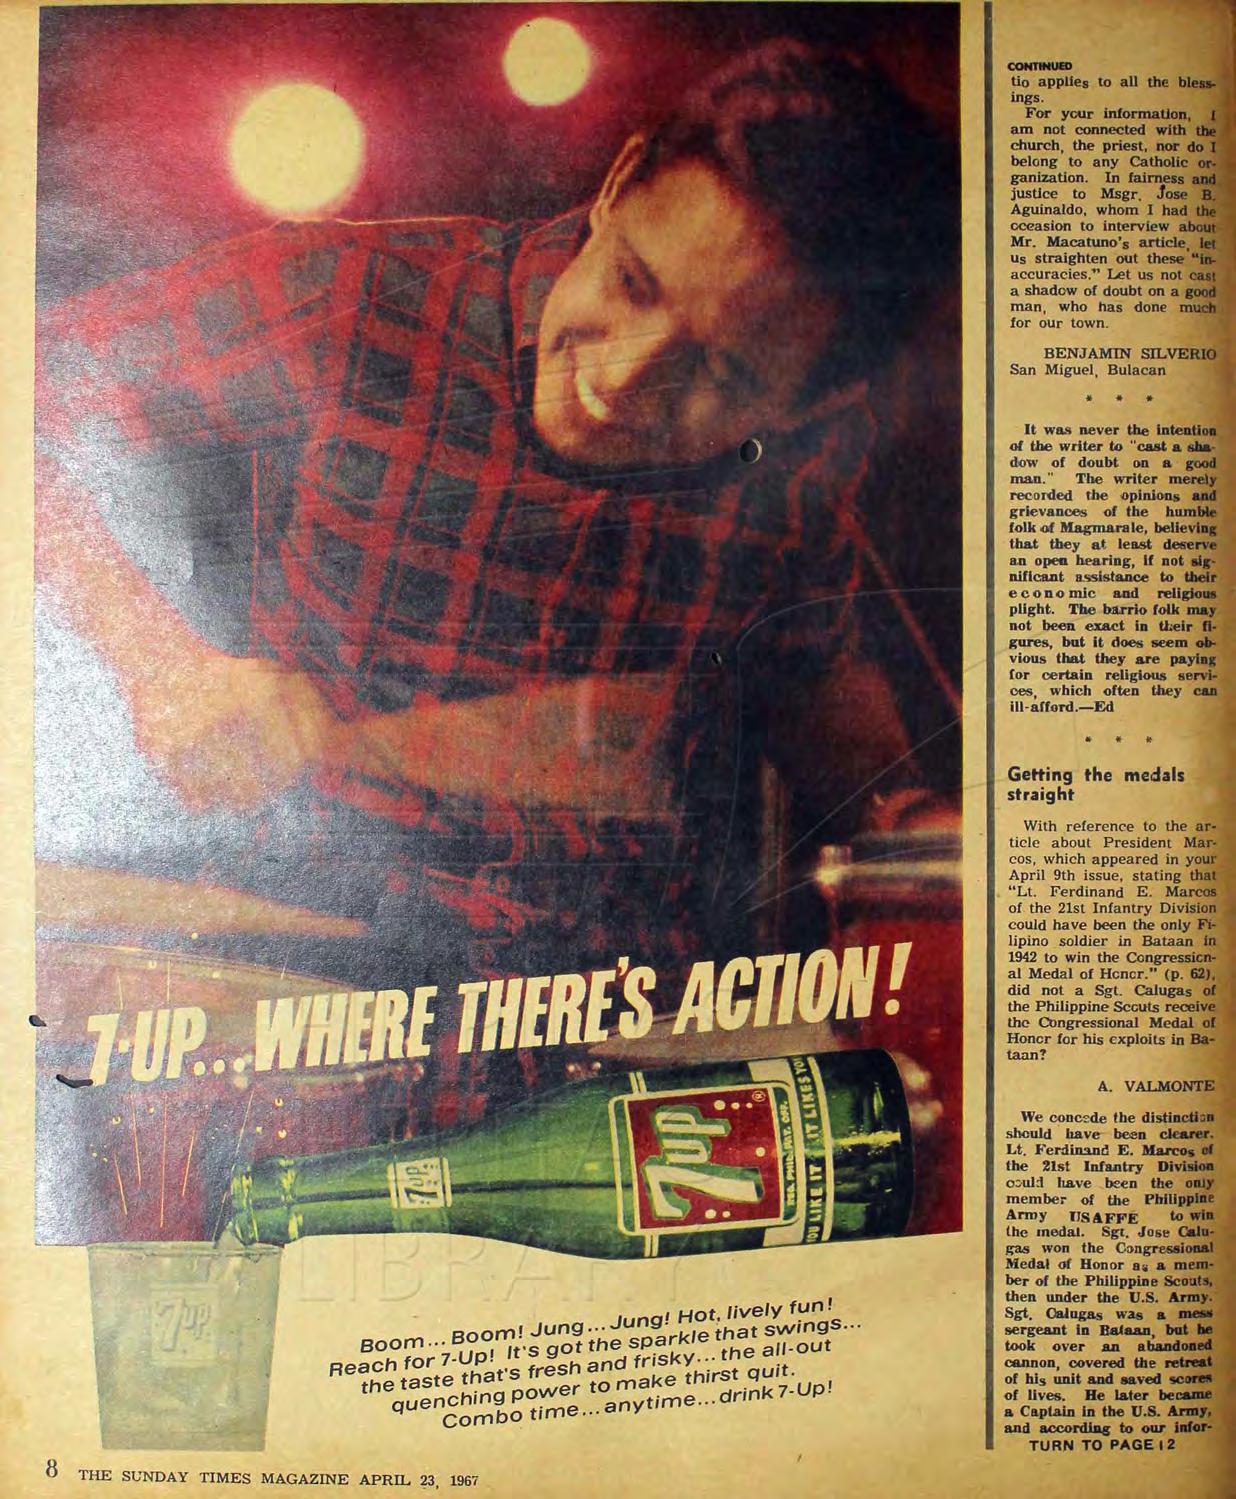 7-UP...WHERE THERE'S ACTION!
7UP
7UP
®
REG. PHIL. PAT. OFF.
YOU LIKE IT IT LIKES YOU
7UP
Boom... Boom! Jung... Jung! Hot, lively fun!
Reach for 7-Up! It's got the sparkle that swings...
the taste that's fresh and frisky... the all-out
quenching power to make thirst quit.
Combo time... anytime... drink 7-Up!
LIBRARY
8 THE SUNDAY TIMES MAGAZINE APRIL 23, 1967
CONTINUED
tio applies to all the bless-
ings.
For your information, I
am not connected with the
church, the priest, nor do I
belong to any Catholic or-
ganization. In fairness and
justice to Msgr. Jose B.
Aguinaldo, whom I had the
occasion to interview about
Mr. Macatuno's article, let
us straighten out these "in-
accuracies." Let us not cast
a shadow of doubt on a good
man, who has done much
for our town.
BENJAMIN SILVERIO
San Miguel, Bulacan
* * *
It was never the intention
of the writer to "cast a sha-
dow of doubt on a good
man." The writer merely
recorded the opinions and
grievances of the humble
folk of Magmarale, believing
that they at least deserve
an open hearing, if not sig-
nificant assistance to their
economic and religious
plight. The barrio folk may
not been exact in their fi-
gures, but it does seem ob-
vious that they are paying
for certain religious servi-
ces, which often they can
ill-afford.—Ed
* * *
Getting the medals
straight
With reference to the ar-
ticle about President Mar-
cos, which appeared in your
April 9th issue, stating that
"Lt. Ferdinand E. Marcos
of the 21st Infantry Division
could have been the only Fi-
lipino soldier in Bataan in
1942 to win the Congression-
al Medal of Honor." (p. 62),
did not a Sgt. Calugas of
the Philippine Scouts receive
the Congressional Medal of
Honor for his exploits in Ba-
taan?
A. VALMONTE
We concede the distinction
should have been clearer.
Lt. Ferdinand E. Marcos of
the 21st Infantry Division
could have been the only
member of the Philippine
Army USAFFE to win
the medal. Sgt. Jose Calu-
gas won the Congressional
Medal of Honor as a mem-
ber of the Philippine Scouts,
then under the U.S. Army.
Sgt. Calugas was a mess
sergeant in Bataan, but he
took over an abandoned
cannon, covered the retreat
of his unit and saved scores
of lives. He later became
a Captain in the U.S. Army,
and according to our infor-
TURN TO PAGE 12